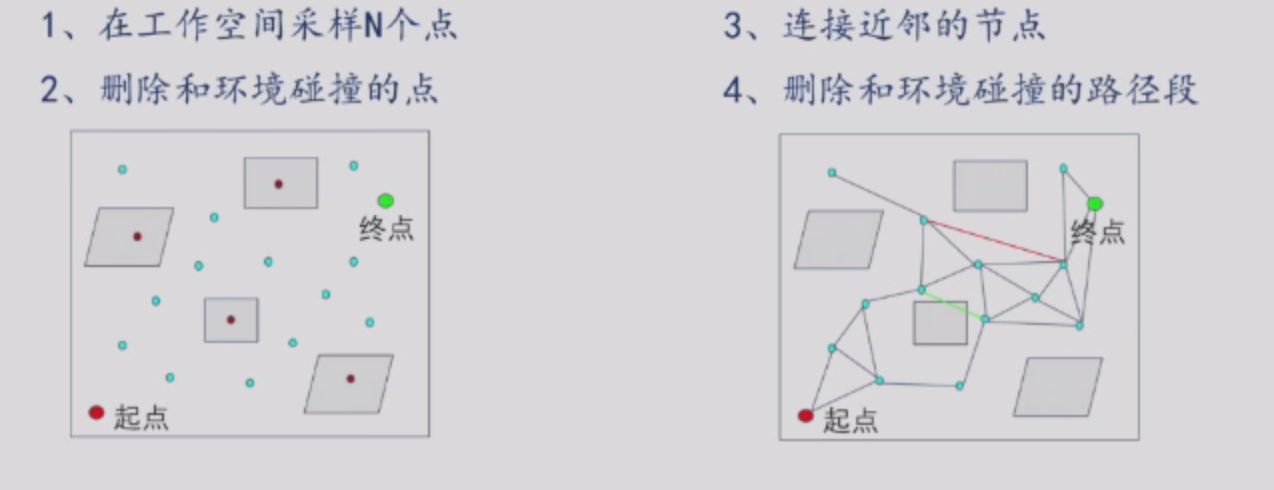 1、在工作空间采样N个点
2、删除和环境碰撞的点
终点
起点
3、连接近邻的节点
4、删除和环境碰撞的路径段
终点
起点